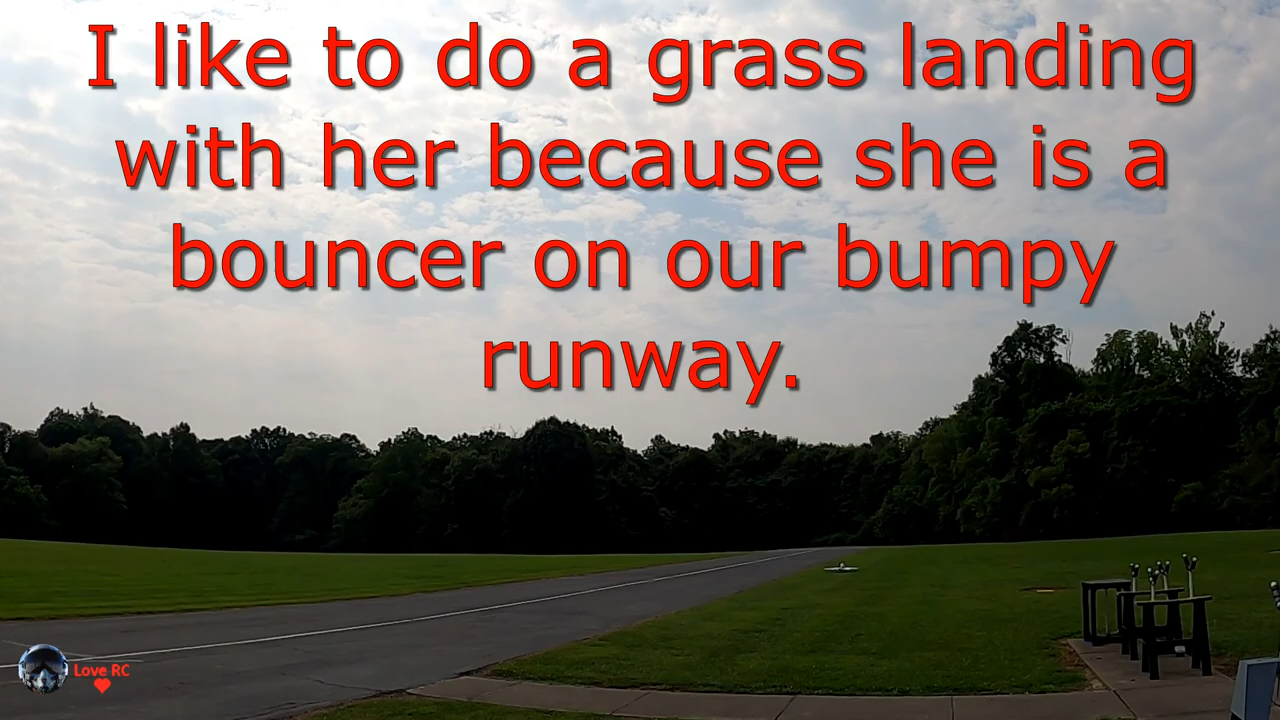 I like to do a grass landing
with her because she is a
bouncer on our bumpy
runway.
Love RC